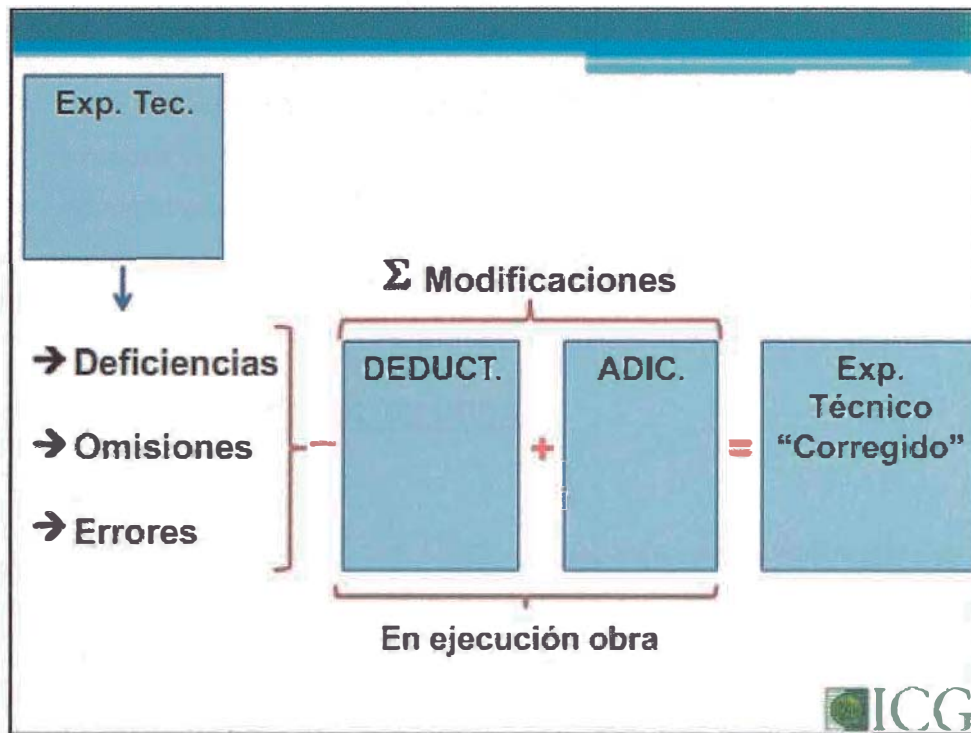 Exp. Tec.
Σ Modificaciones
→ Deficiencias
→ Omisiones
→ Errores
−
DEDUCT.
+
ADIC.
=
Exp.
Técnico
“Corregido”
En ejecución obra
ICG